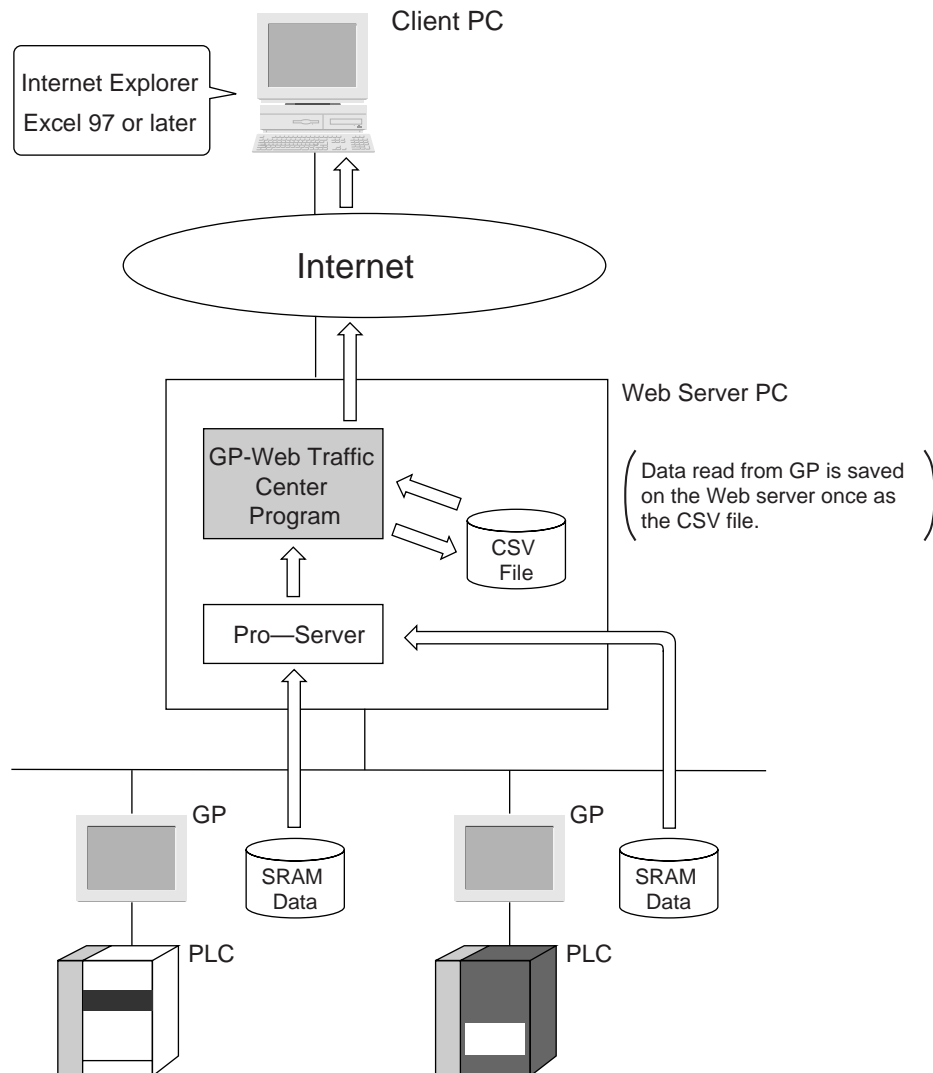 Client PC
Internet Explorer
Excel 97 or later
Internet
Web Server PC
GP-Web Traffic
Center
Program
Data read from GP is saved
on the Web server once as
the CSV file.
CSV
File
Pro—Server
GP
SRAM
Data
GP
SRAM
Data
PLC
PLC